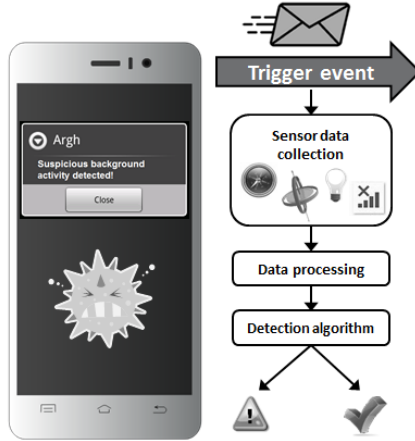 Argh
Suspicious background
activity detected!
Close
Trigger event
Sensor data
collection
Data processing
Detection algorithm